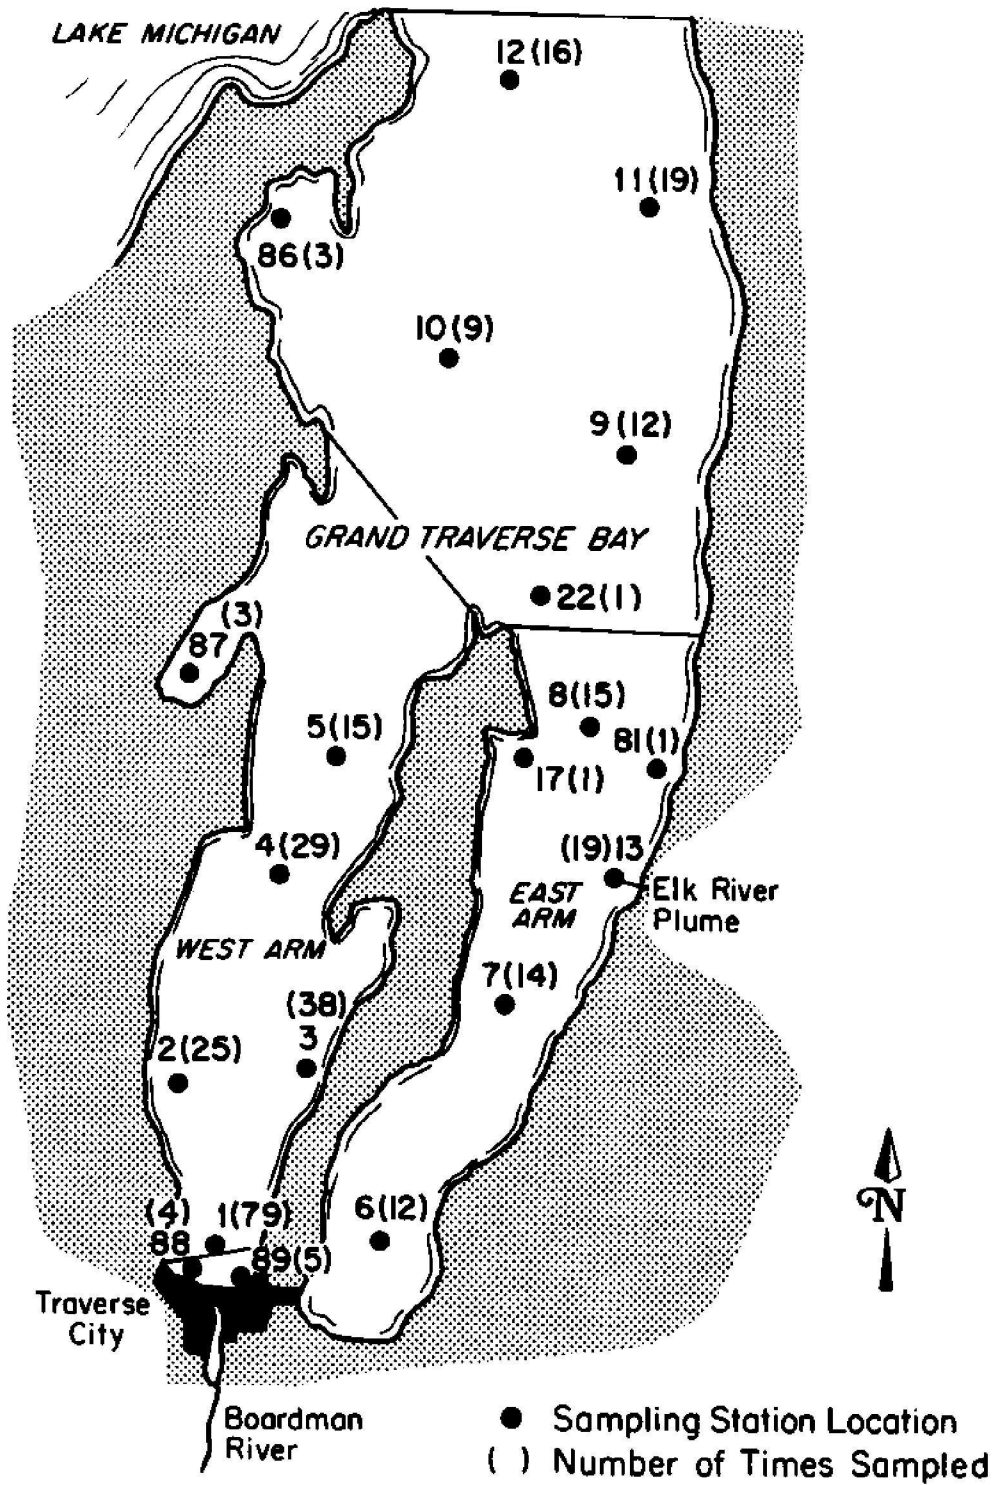 LAKE MICHIGAN
12(16)
11(19)
86(3)
10(9)
9(12)
GRAND TRAVERSE BAY
22(1)
(3)
87
8(15)
5(15)
81(1)
17(1)
4(29)
(19)13
EAST
ARM
Elk River
Plume
WEST ARM
7(14)
(38)
3
2(25)
N
(4)
88
1(79)
6(12)
89(5)
Traverse
City
Boardman
River
Sampling Station Location
( ) Number of Times Sampled